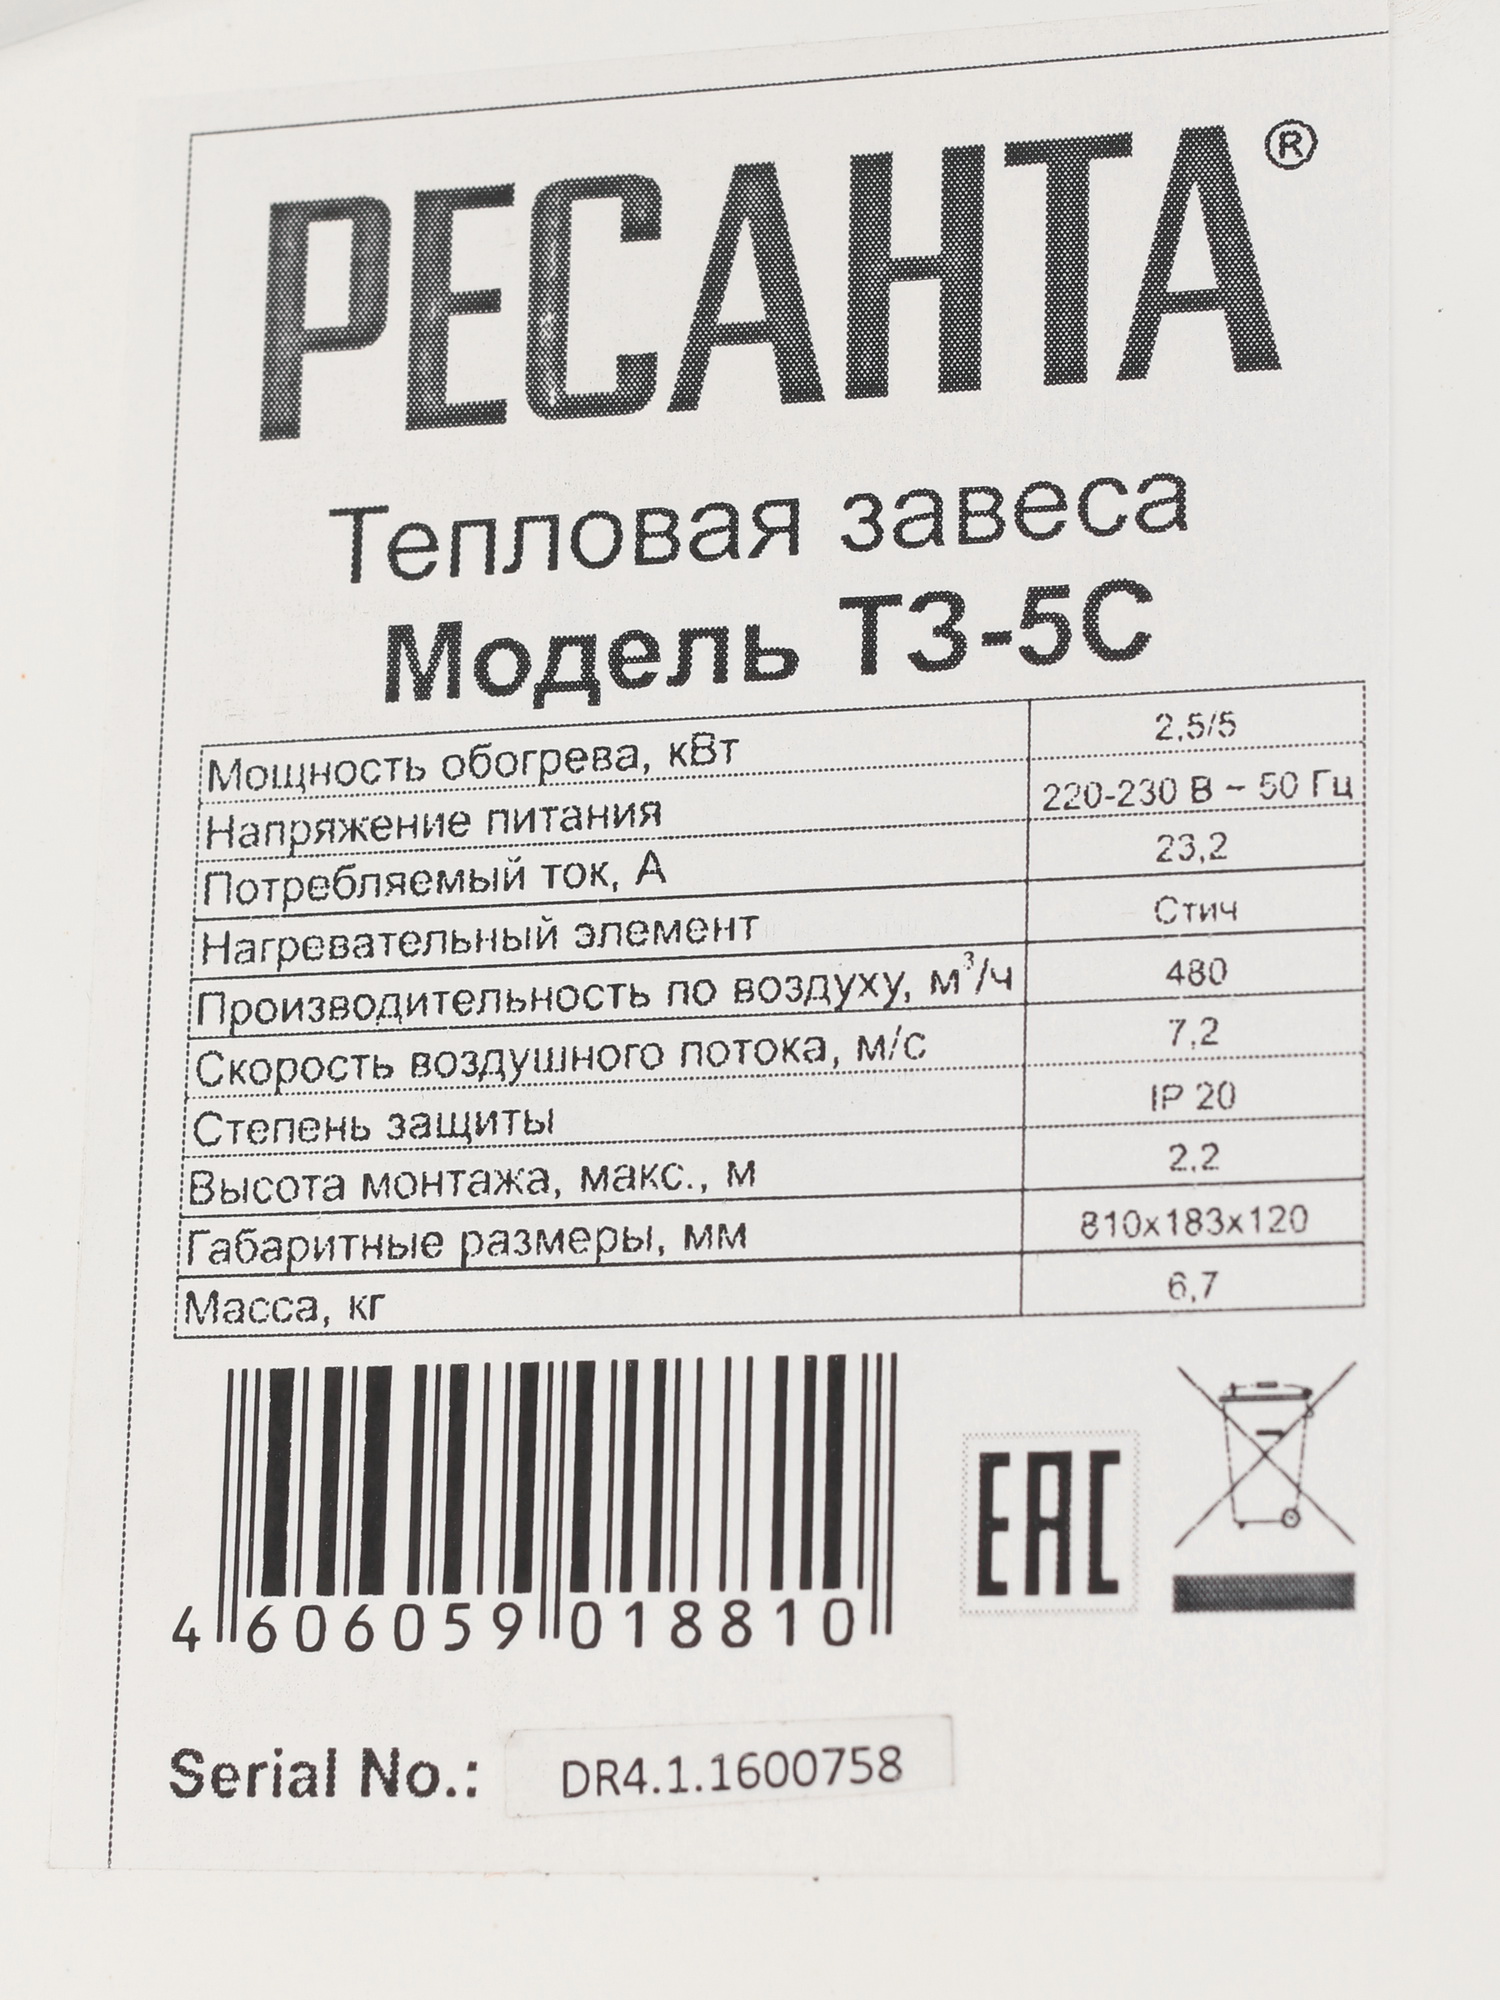 РЕСАНТА®
Тепловая завеса
Модель ТЗ-5С
Мощность обогрева, кВт 2,5/5
Напряжение питания 220-230 В ~ 50 Гц
Потребляемый ток, А 23,2
Нагревательный элемент Стич
Производительность по воздуху, м³/ч 480
Скорость воздушного потока, м/с 7,2
Степень защиты IP 20
Высота монтажа, макс., м 2,2
Габаритные размеры, мм 810х183х120
Масса, кг 6,7
4 606059 018810
EAC
Serial No.: DR4.1.1600758